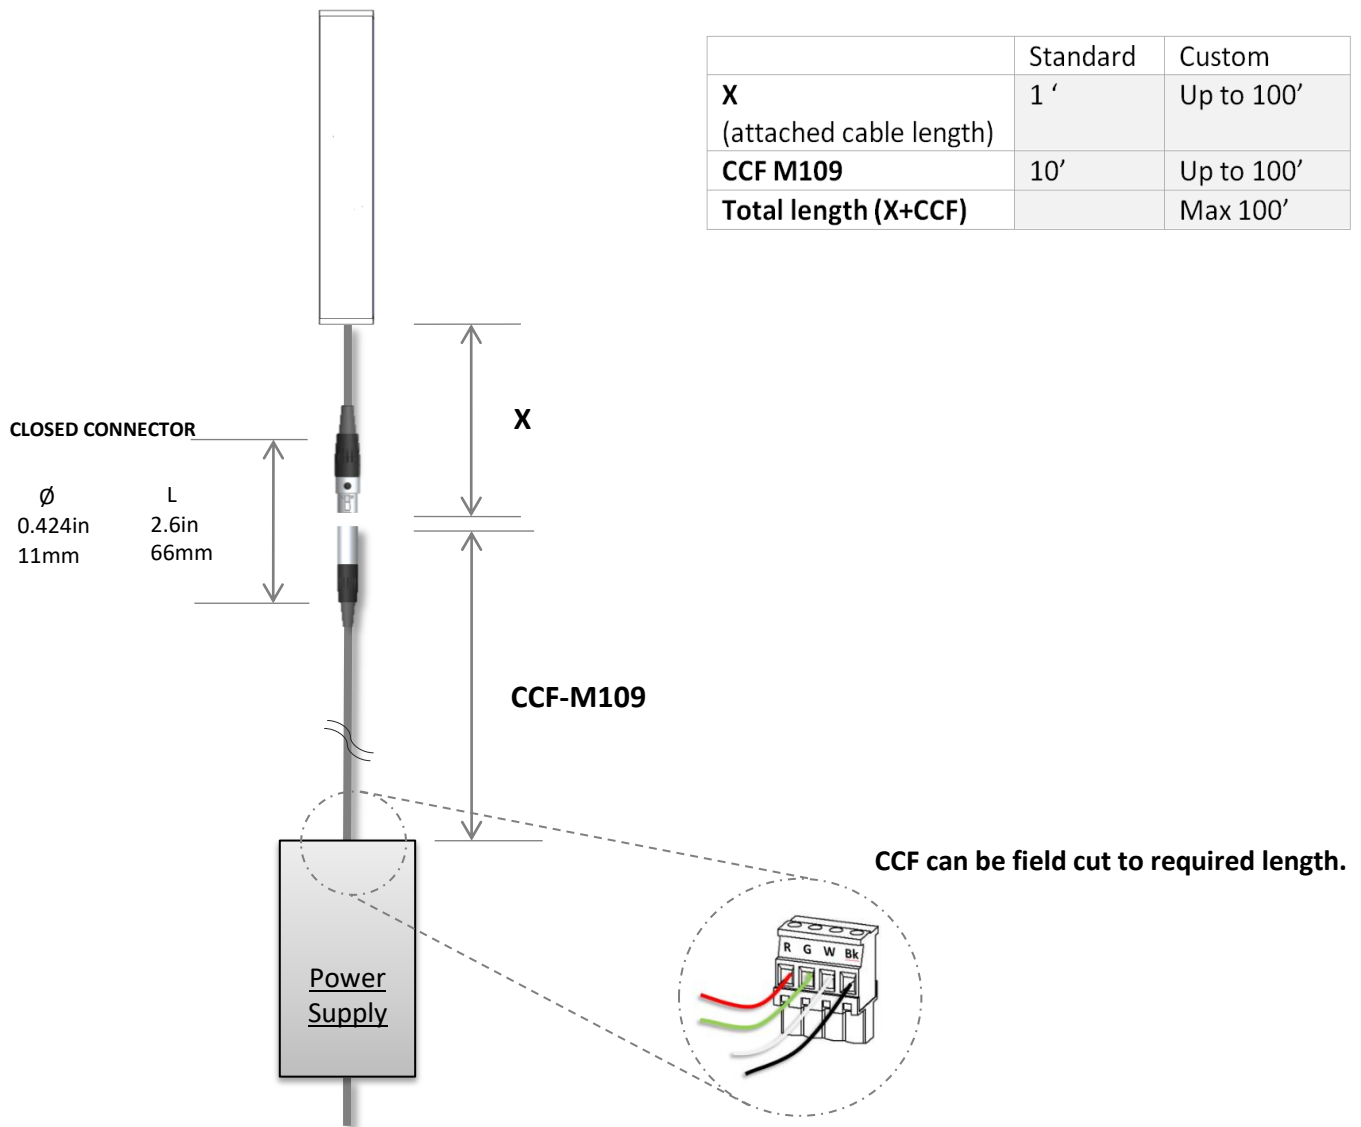 Standard Custom
X 1 ‘ Up to 100’
(attached cable length)
CCF M109 10’ Up to 100’
Total length (X+CCF) Max 100’
X
CLOSED CONNECTOR
Ø L
0.424in 2.6in
11mm 66mm
CCF-M109
CCF can be field cut to required length.
R G W Bk
Power
Supply